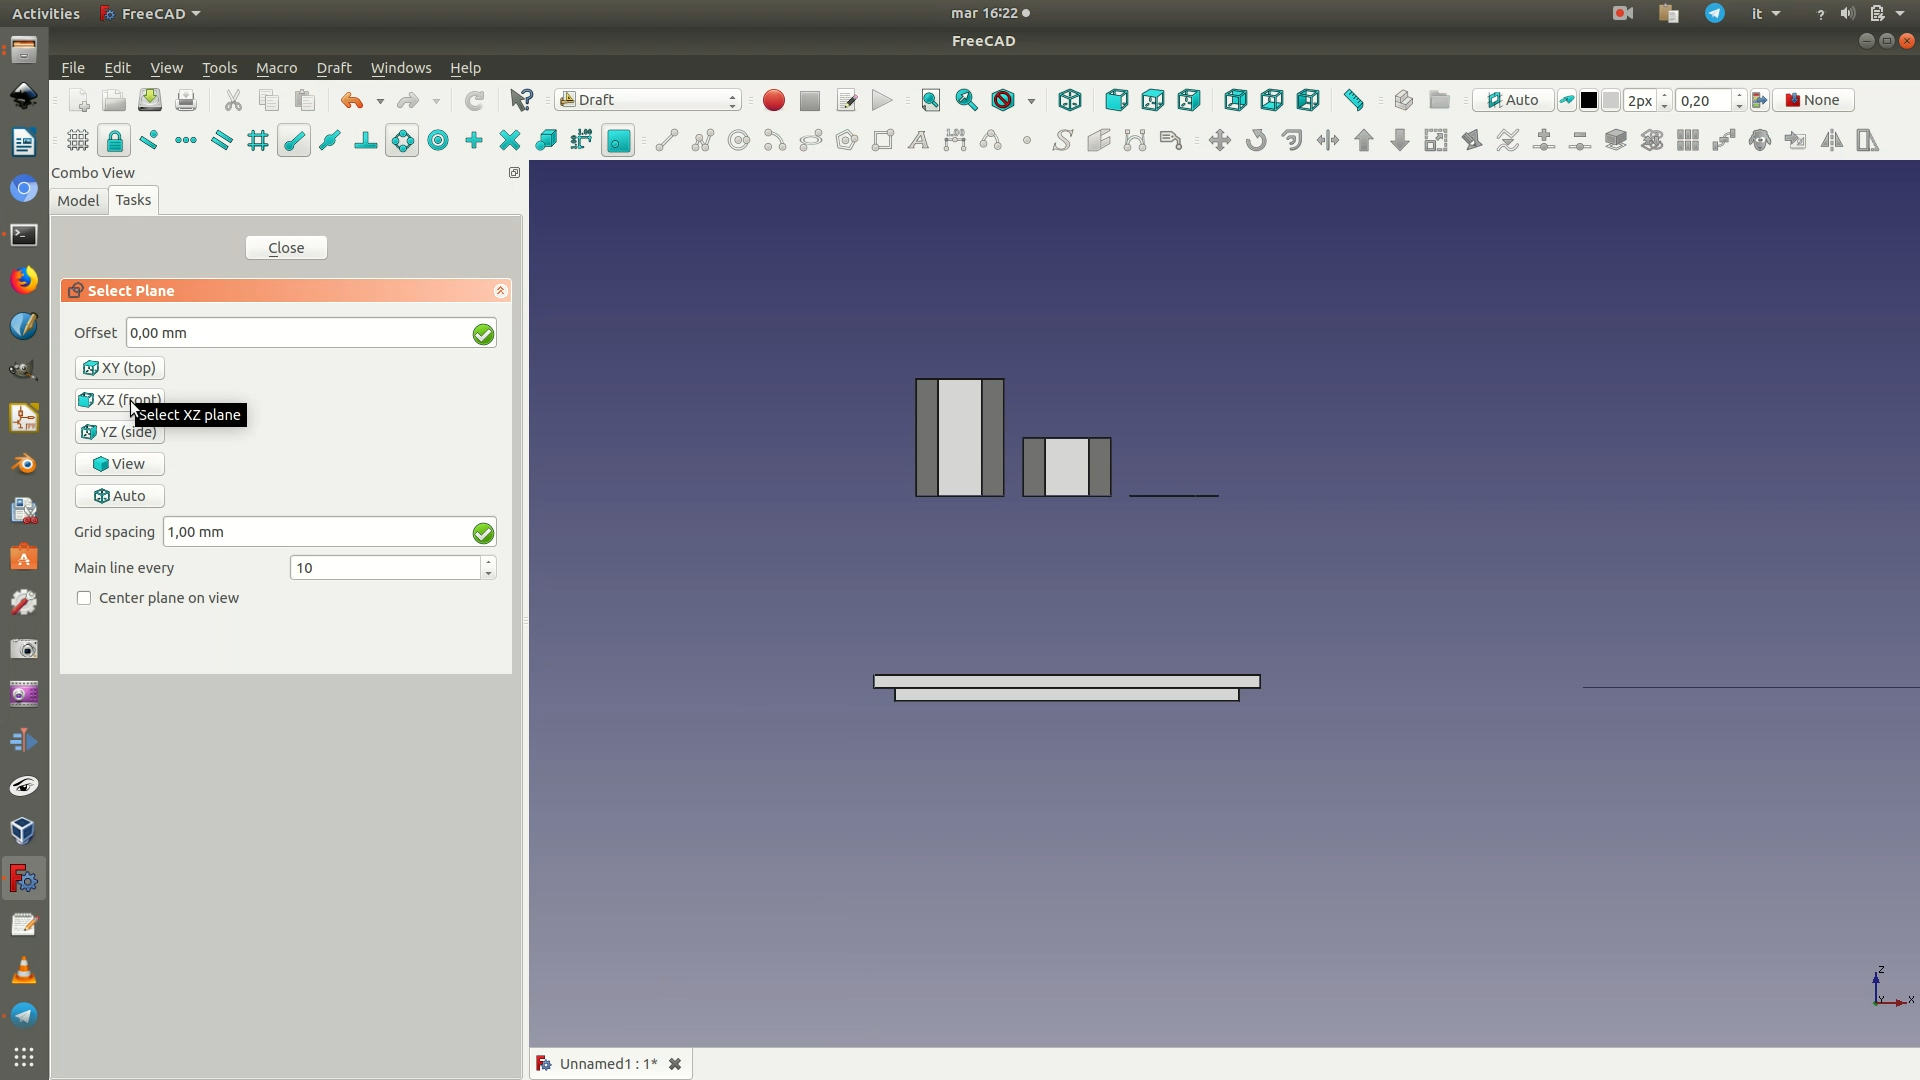 Activities FreeCAD mar 16:22 it ?
FreeCAD
File Edit View Tools Macro Draft Windows Help
Draft Auto 2px 0,20 None
Combo View
Model Tasks
Close
Select Plane
Offset 0,00 mm
XY (top)
XZ (front)
Select XZ plane
YZ (side)
View
Auto
Grid spacing 1,00 mm
Main line every 10
Center plane on view
Z
Y X
Unnamed1 : 1*